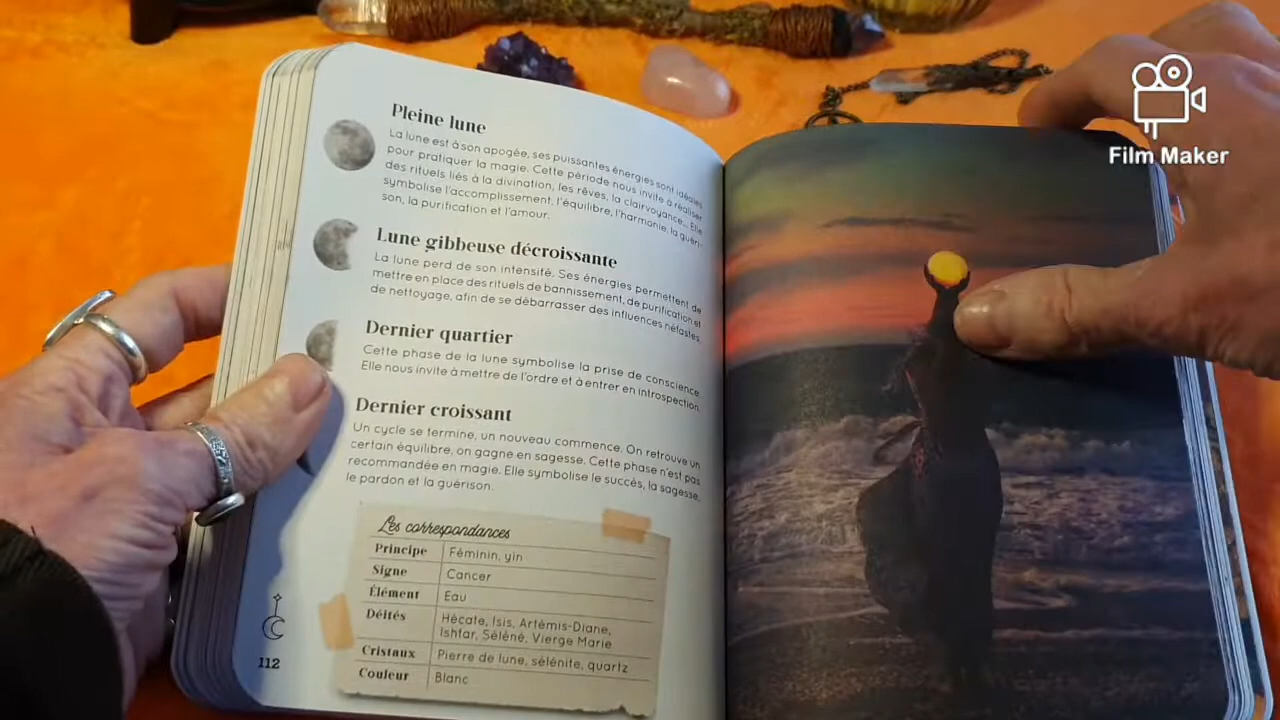 Pleine lune
La lune est à son apogée, ses puissantes énergies sont idéales
pour pratiquer la magie. Cette période nous invite à réaliser
des rituels liés à la divination, les rêves, la clairvoyance... Elle
symbolise l'accomplissement, l'équilibre, l'harmonie, la guéri-
son, la purification et l'amour.
Lune gibbeuse décroissante
La lune perd de son intensité. Ses énergies permettent de
mettre en place des rituels de bannissement, de purification et
de nettoyage, afin de se débarrasser des influences néfastes.
Dernier quartier
Cette phase de la lune symbolise la prise de conscience.
Elle nous invite à mettre de l'ordre et à entrer en introspection.
Dernier croissant
Un cycle se termine, un nouveau commence. On retrouve un
certain équilibre, on gagne en sagesse. Cette phase n'est pas
recommandée en magie. Elle symbolise le succès, la sagesse,
le pardon et la guérison.
Les correspondances
Principe Féminin, yin
Signe Cancer
Élément Eau
Déités Hécate, Isis, Artémis-Diane,
Ishtar, Séléné, Vierge Marie
Cristaux Pierre de lune, sélénite, quartz
Couleur Blanc
112
Film Maker